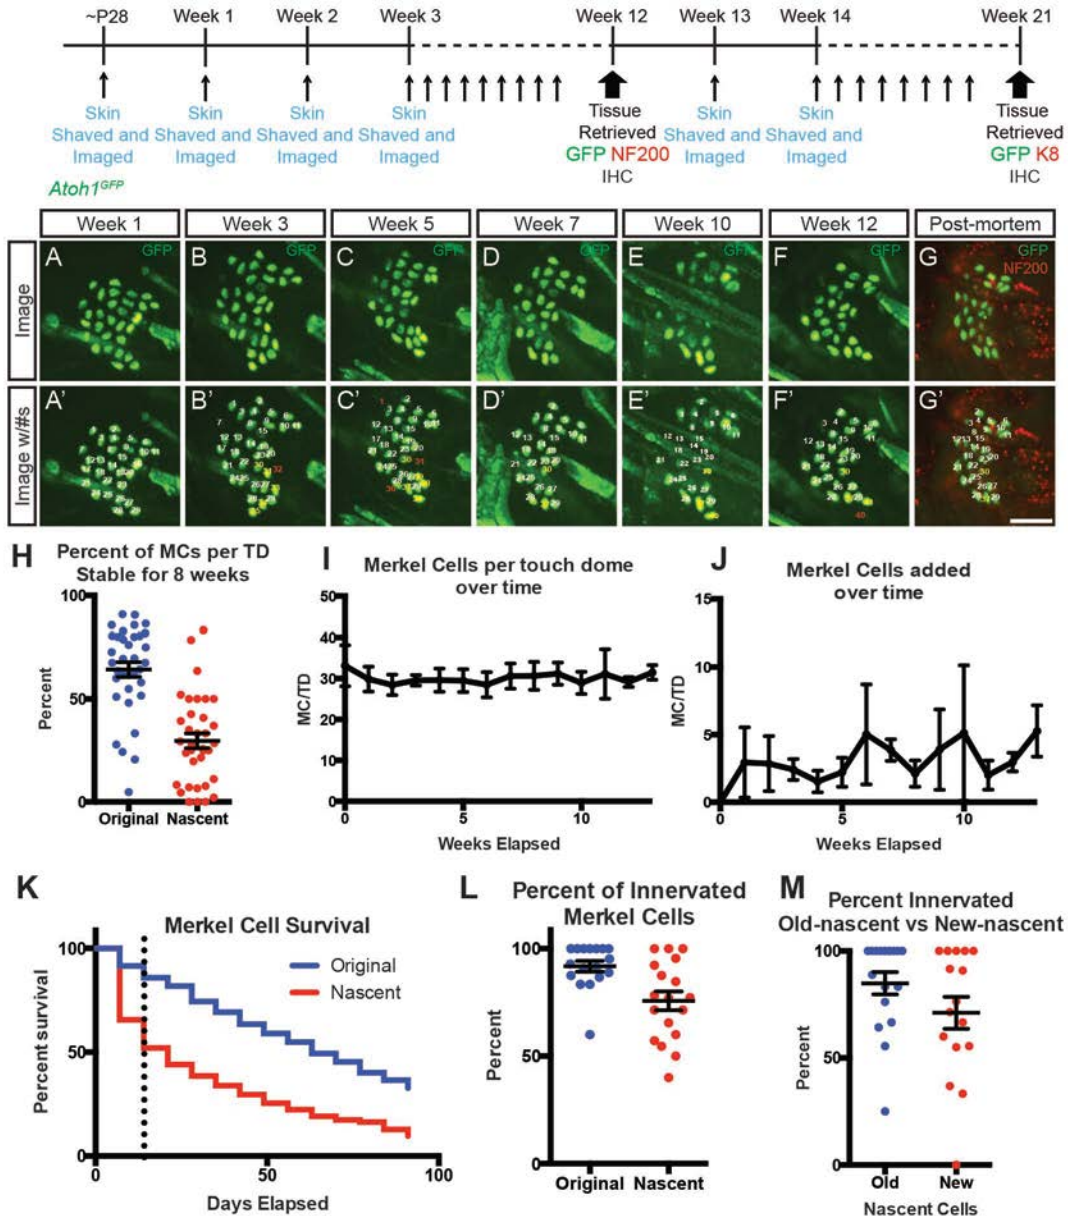 ~P28 Week 1 Week 2 Week 3 Week 12 Week 13 Week 14 Week 21
Skin Skin Skin Skin Tissue Skin Skin Tissue
Shaved and Shaved and Shaved and Shaved and Retrieved Shaved and Shaved and Retrieved
Imaged Imaged Imaged Imaged GFP NF200 Imaged Imaged GFP K8
IHC IHC
Atoh1GFP
Week 1 Week 3 Week 5 Week 7 Week 10 Week 12 Post-mortem
Image
A GFP B GFP C GFP D GFP E GFP F GFP G GFP
NF200
Image w/#s
A' B' C' D' E' F' G'
H Percent of MCs per TD
Stable for 8 weeks
Percent
100
50
0
Original Nascent
I Merkel Cells per touch dome
over time
MC/TD
50
40
30
20
10
0
0 5 10
Weeks Elapsed
J Merkel Cells added
over time
MC/TD
15
10
5
0
0 5 10
Weeks Elapsed
K
Merkel Cell Survival
Original
Nascent
Percent survival
100
50
0
0 50 100
Days Elapsed
L Percent of Innervated
Merkel Cells
Percent
100
50
0
Original Nascent
M Percent Innervated
Old-nascent vs New-nascent
Percent
100
50
0
Old New
Nascent Cells